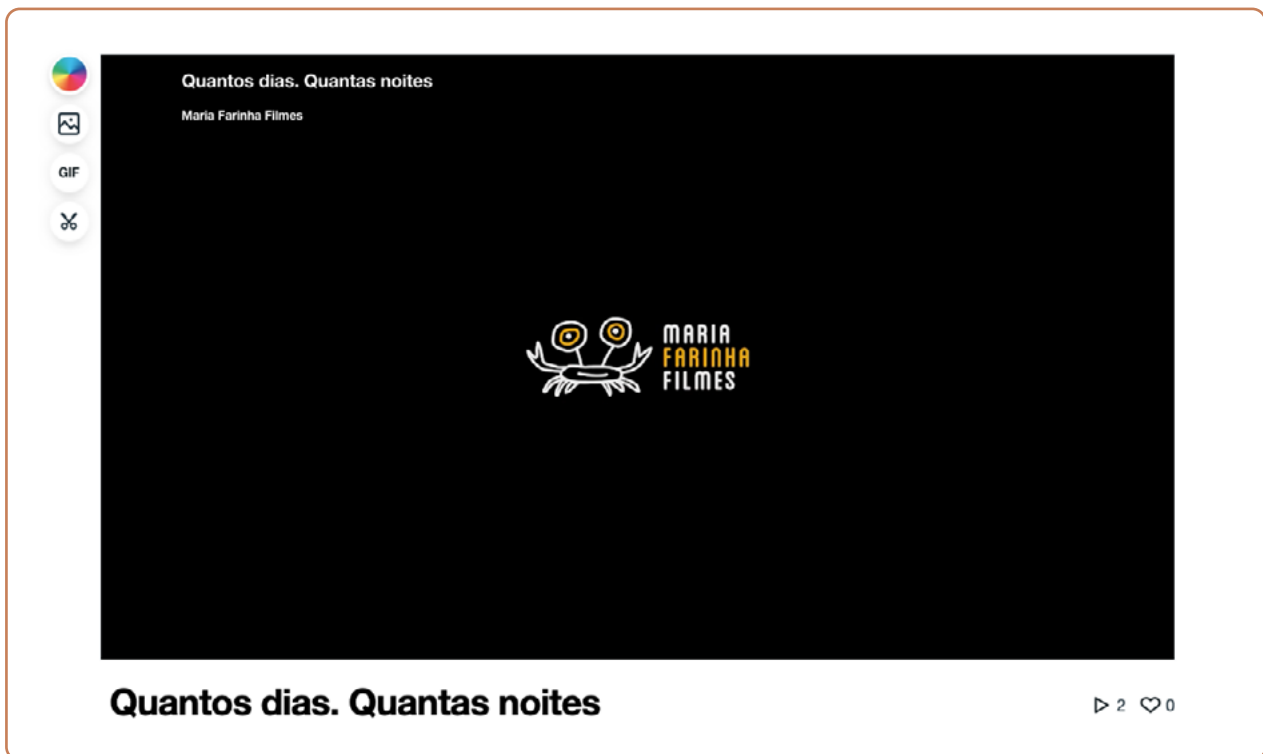 Quantos dias. Quantas noites
Maria Farinha Filmes
GIF
MARIA
FARINHA
FILMES
Quantos dias. Quantas noites
2 0